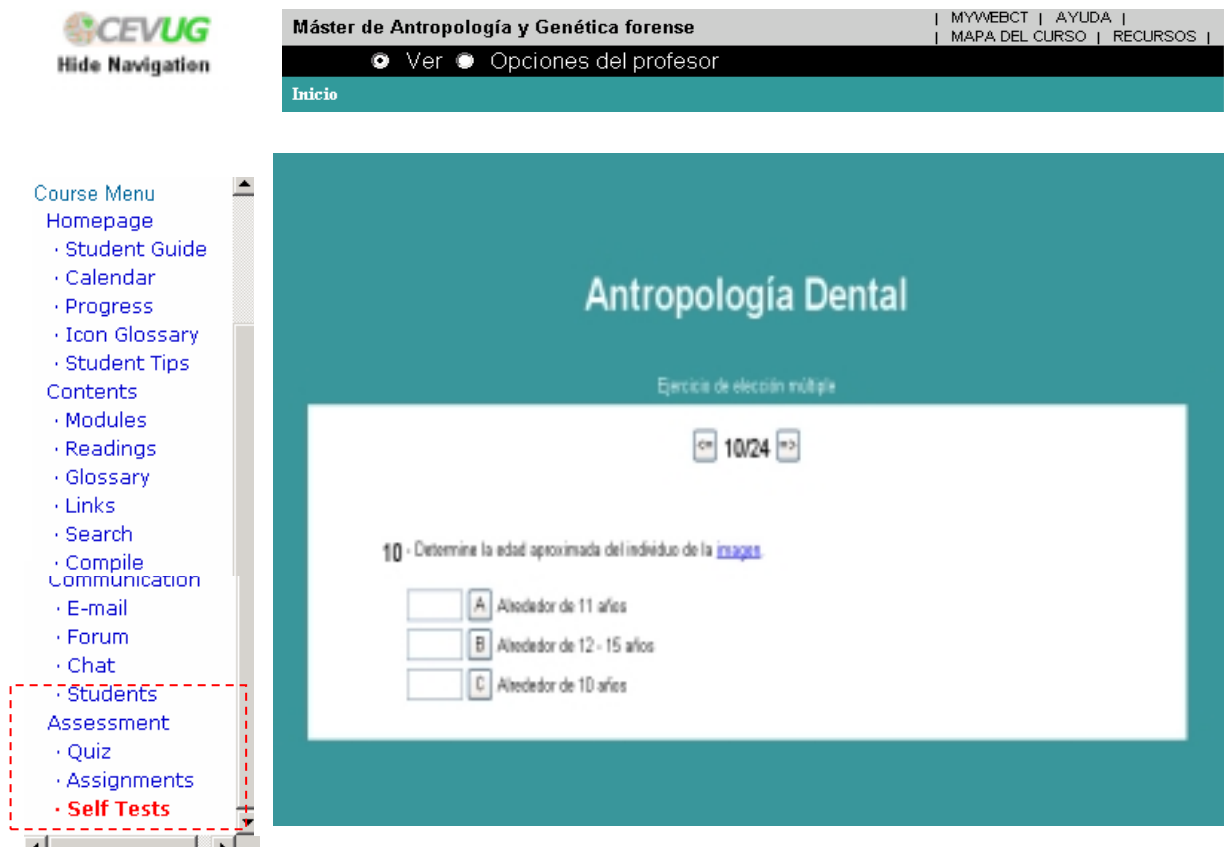 CEVUG
Hide Navigation
Máster de Antropología y Genética forense
| MYWEBCT | AYUDA |
| MAPA DEL CURSO | RECURSOS |
Ver Opciones del profesor
Inicio
Course Menu
Homepage
· Student Guide
· Calendar
· Progress
· Icon Glossary
· Student Tips
Contents
· Modules
· Readings
· Glossary
· Links
· Search
· Compile
Communication
· E-mail
· Forum
· Chat
· Students
Assessment
· Quiz
· Assignments
· Self Tests
Antropología Dental
Ejercicio de elección múltiple
<= 10/24 =>
10 - Determine la edad aproximada del individuo de la imagen.
A Alrededor de 11 años
B Alrededor de 12 - 15 años
C Alrededor de 10 años